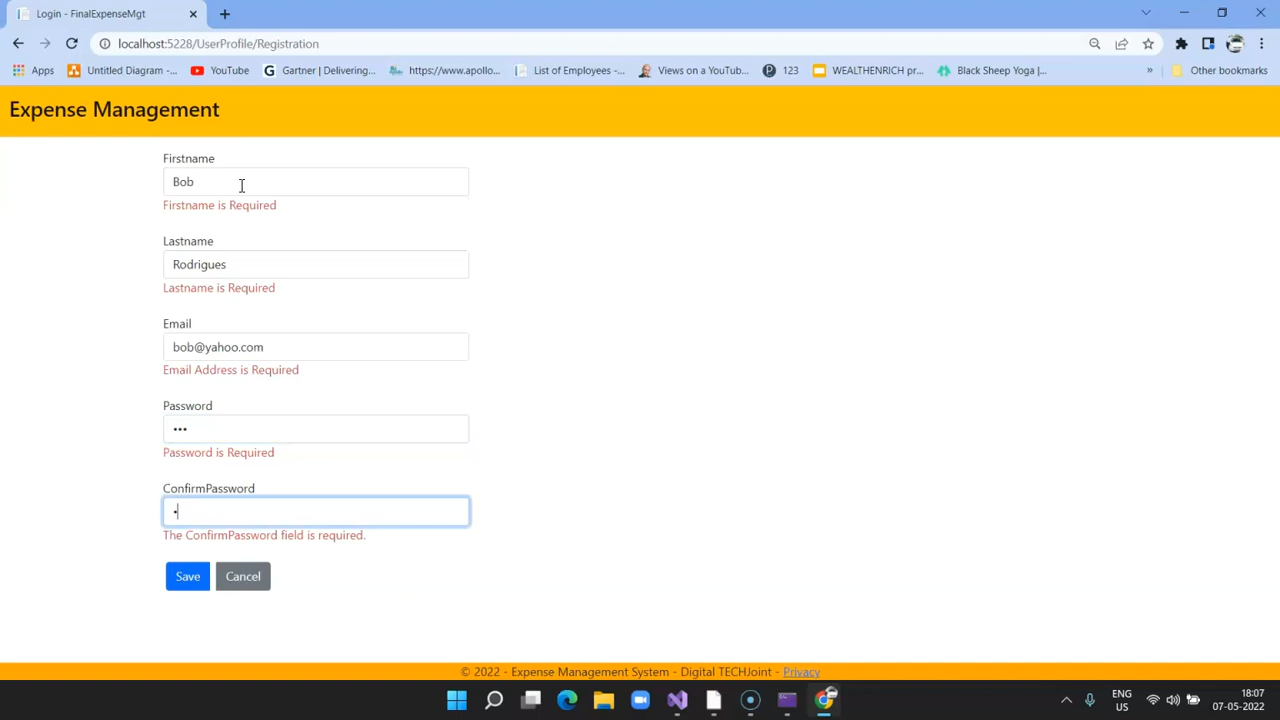 Login - FinalExpenseMgt
localhost:5228/UserProfile/Registration
Apps
Untitled Diagram -...
YouTube
Gartner | Delivering...
https://www.apollo...
List of Employees -...
Views on a YouTub...
123
WEALTHENRICH pr...
Black Sheep Yoga |...
»
Other bookmarks
Expense Management
Firstname
Bob
Firstname is Required
Lastname
Rodrigues
Lastname is Required
Email
bob@yahoo.com
Email Address is Required
Password
•••
Password is Required
ConfirmPassword
•
The ConfirmPassword field is required.
Save Cancel
© 2022 - Expense Management System - Digital TECHJoint - Privacy
ENG
US
18:07
07-05-2022